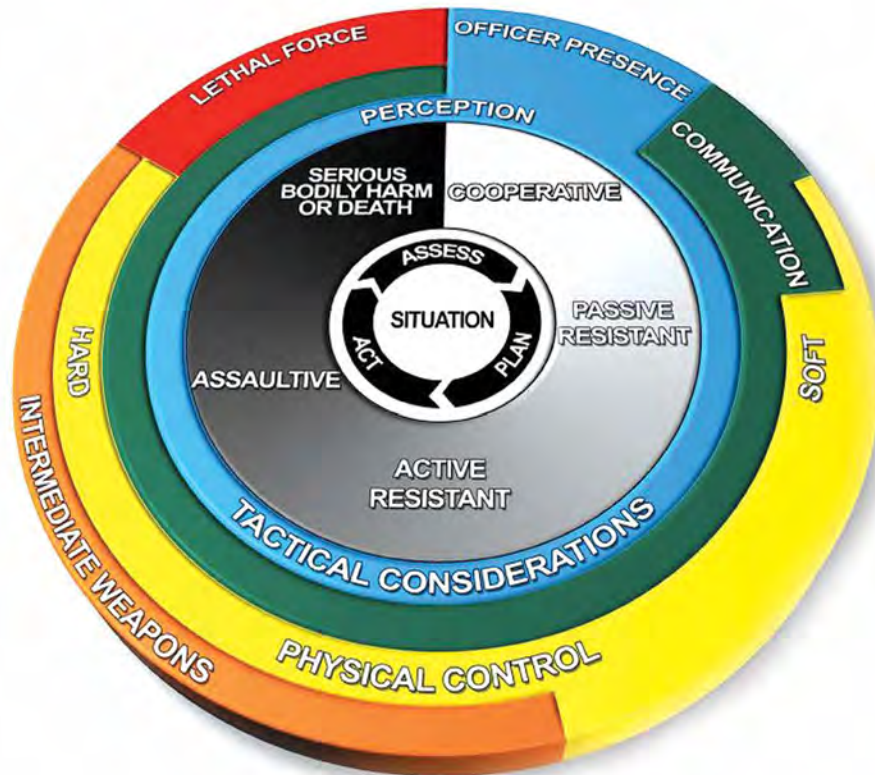 LETHAL FORCE
OFFICER PRESENCE
COMMUNICATION
PERCEPTION
SERIOUS
BODILY HARM
OR DEATH
COOPERATIVE
ASSESS
SITUATION
PLAN
ACT
PASSIVE
RESISTANT
ASSAULTIVE
ACTIVE
RESISTANT
HARD
SOFT
TACTICAL CONSIDERATIONS
PHYSICAL CONTROL
INTERMEDIATE WEAPONS